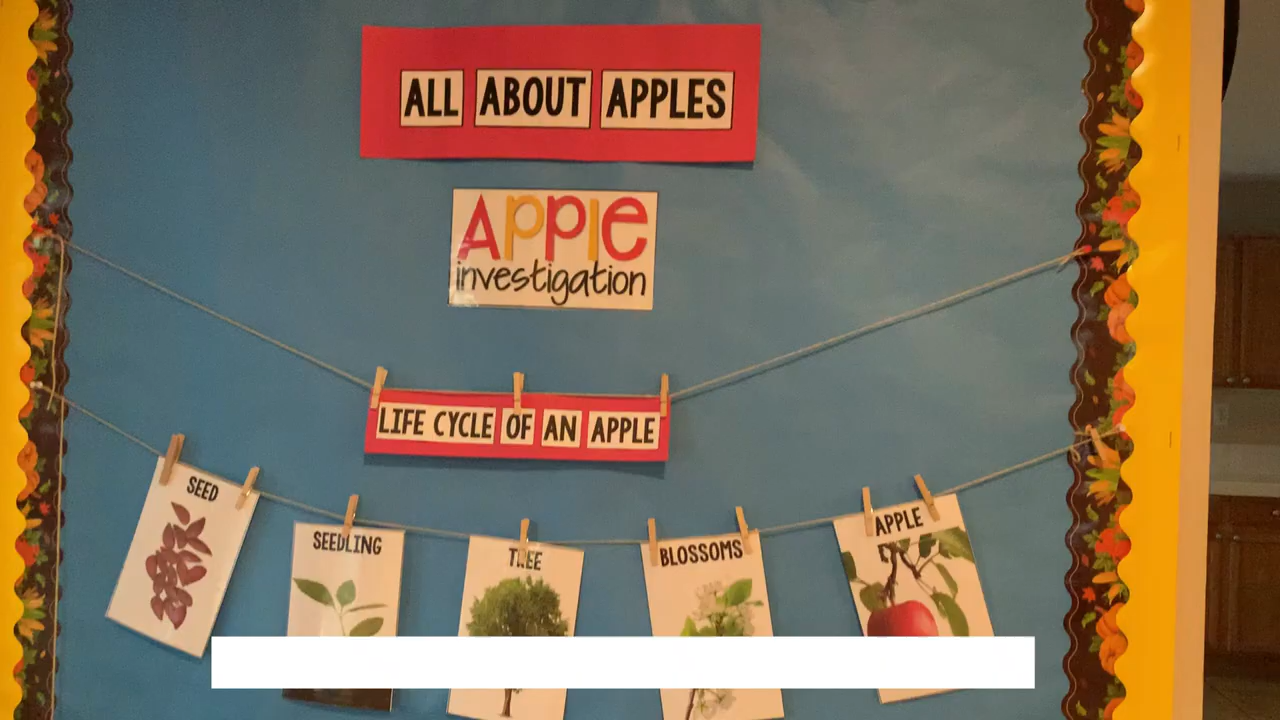 ALL ABOUT APPLES
Apple
investigation
LIFE CYCLE OF AN APPLE
SEED
SEEDLING
TREE
BLOSSOMS
APPLE